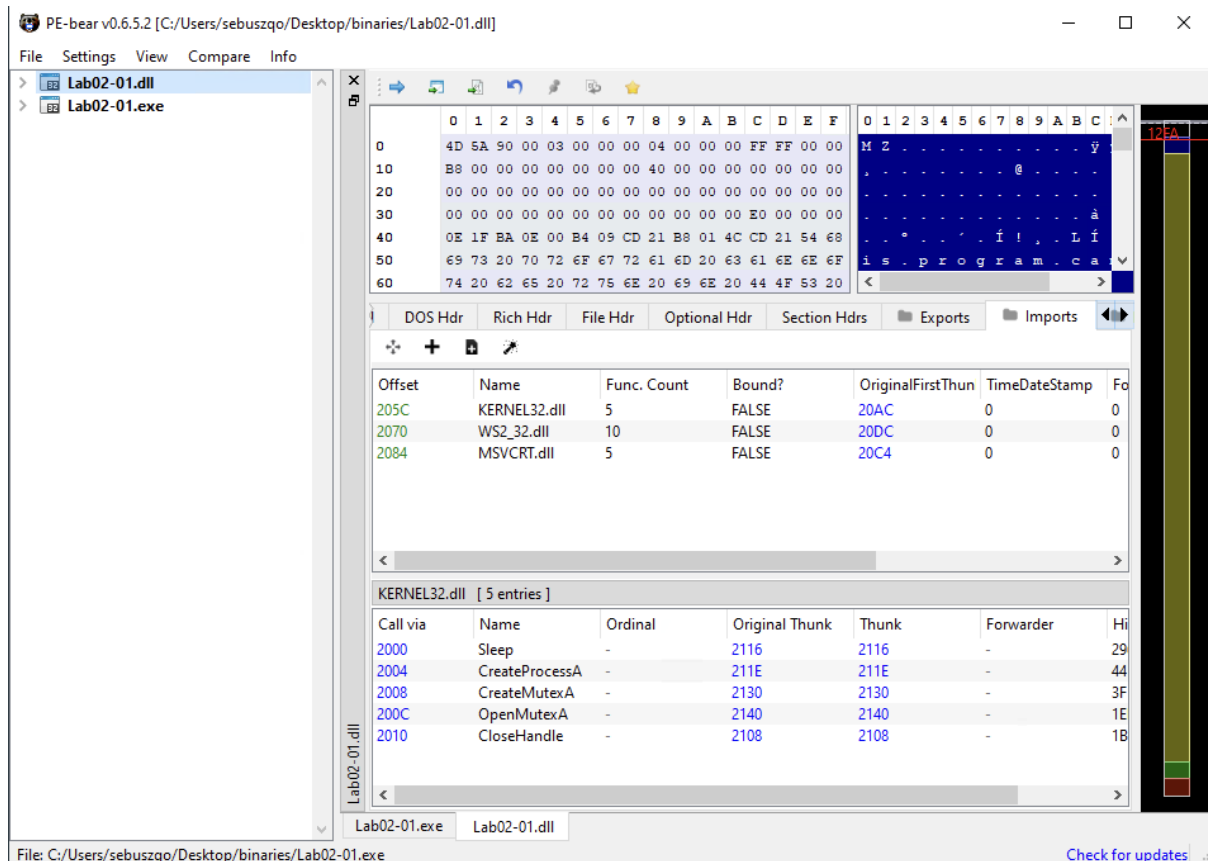 PE-bear v0.6.5.2 [C:/Users/sebuszqo/Desktop/binaries/Lab02-01.dll]
File Settings View Compare Info
Lab02-01.dll
Lab02-01.exe
0 1 2 3 4 5 6 7 8 9 A B C D E F 0 1 2 3 4 5 6 7 8 9 A B C
0 4D 5A 90 00 03 00 00 00 04 00 00 00 FF FF 00 00 M Z . . . . . . . . . . ÿ
10 B8 00 00 00 00 00 00 00 40 00 00 00 00 00 00 00 ¸ . . . . . . . @ . . . .
20 00 00 00 00 00 00 00 00 00 00 00 00 00 00 00 00 . . . . . . . . . . . . .
30 00 00 00 00 00 00 00 00 00 00 00 00 E0 00 00 00 . . . . . . . . . . . . à
40 0E 1F BA 0E 00 B4 09 CD 21 B8 01 4C CD 21 54 68 . . ° . . ´ . Í ! ¸ . L Í
50 69 73 20 70 72 6F 67 72 61 6D 20 63 61 6E 6E 6F i s . p r o g r a m . c a
60 74 20 62 65 20 72 75 6E 20 69 6E 20 44 4F 53 20
12FA
DOS Hdr Rich Hdr File Hdr Optional Hdr Section Hdrs Exports Imports
Offset Name Func. Count Bound? OriginalFirstThun TimeDateStamp Fo
205C KERNEL32.dll 5 FALSE 20AC 0 0
2070 WS2_32.dll 10 FALSE 20DC 0 0
2084 MSVCRT.dll 5 FALSE 20C4 0 0
KERNEL32.dll [ 5 entries ]
Call via Name Ordinal Original Thunk Thunk Forwarder Hi
2000 Sleep - 2116 2116 - 29
2004 CreateProcessA - 211E 211E - 44
2008 CreateMutexA - 2130 2130 - 3F
200C OpenMutexA - 2140 2140 - 1E
2010 CloseHandle - 2108 2108 - 1B
Lab02-01.dll
Lab02-01.exe Lab02-01.dll
File: C:/Users/sebuszqo/Desktop/binaries/Lab02-01.exe Check for updates